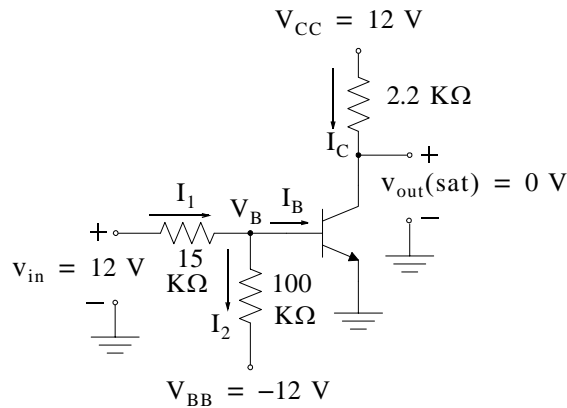 V_CC = 12 V
2.2 KΩ
I_C
+
v_out(sat) = 0 V
−
I_1
V_B
I_B
+
v_in = 12 V
−
15
KΩ
I_2
100
KΩ
V_BB = −12 V